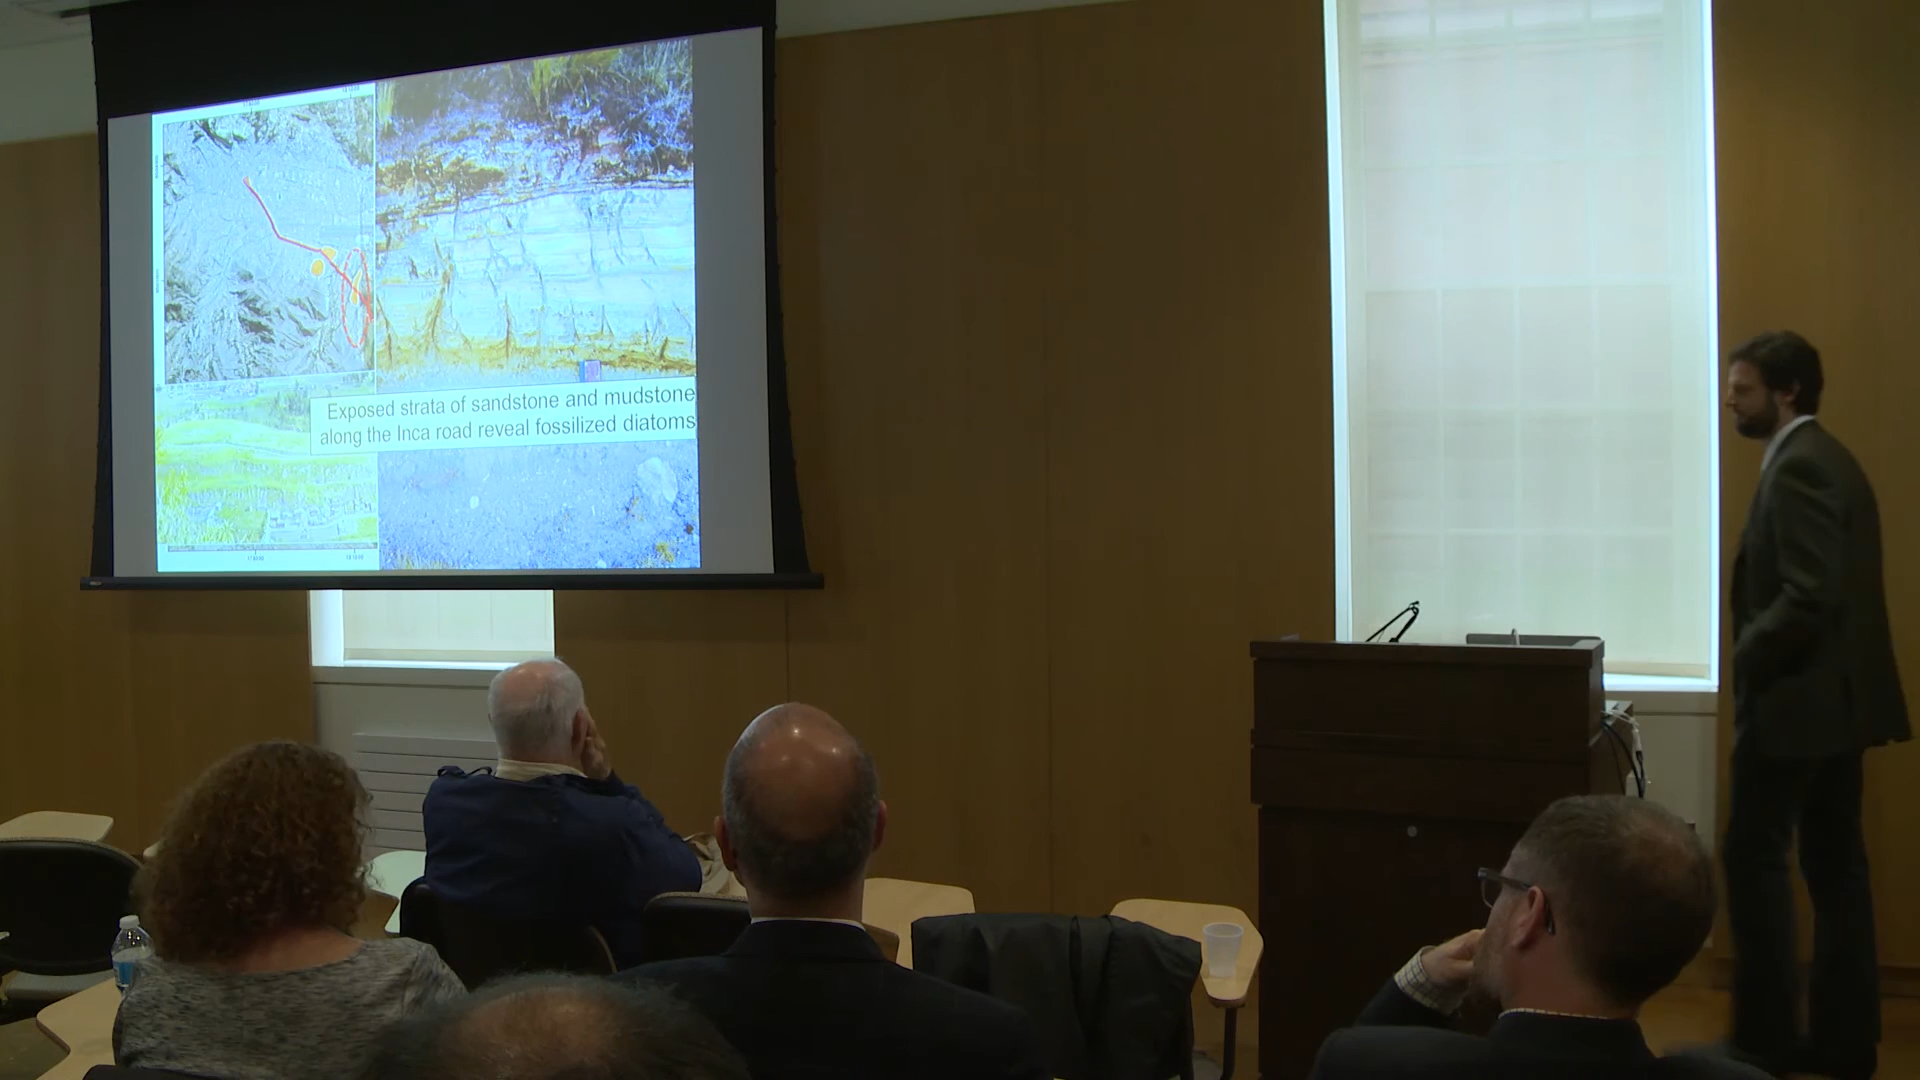 Exposed strata of sandstone and mudstone
along the Inca road reveal fossilized diatoms